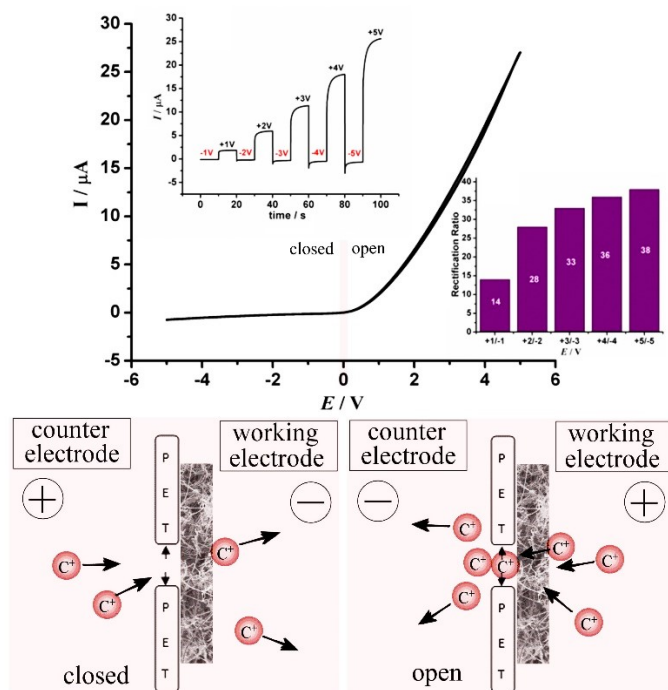 30
25
20
15
10
5
0
-5
I / μA
-6
-4
-2
0
2
4
6
E / V
closed
open
30
25
20
15
10
5
0
-5
I / μA
-1V
+1V
-2V
+2V
-3V
+3V
-4V
+4V
-5V
+5V
0
20
40
60
80
100
time / s
40
35
30
25
20
15
10
5
0
Rectification Ratio
14
28
33
36
38
+1/-1
+2/-2
+3/-3
+4/-4
+5/-5
E / V
counter
electrode
+
P
E
T
working
electrode
−
C+
C+
C+
C+
P
E
T
closed
counter
electrode
−
P
E
T
working
electrode
+
C+
C+
C+
C+
C+
C+
C+
P
E
T
open